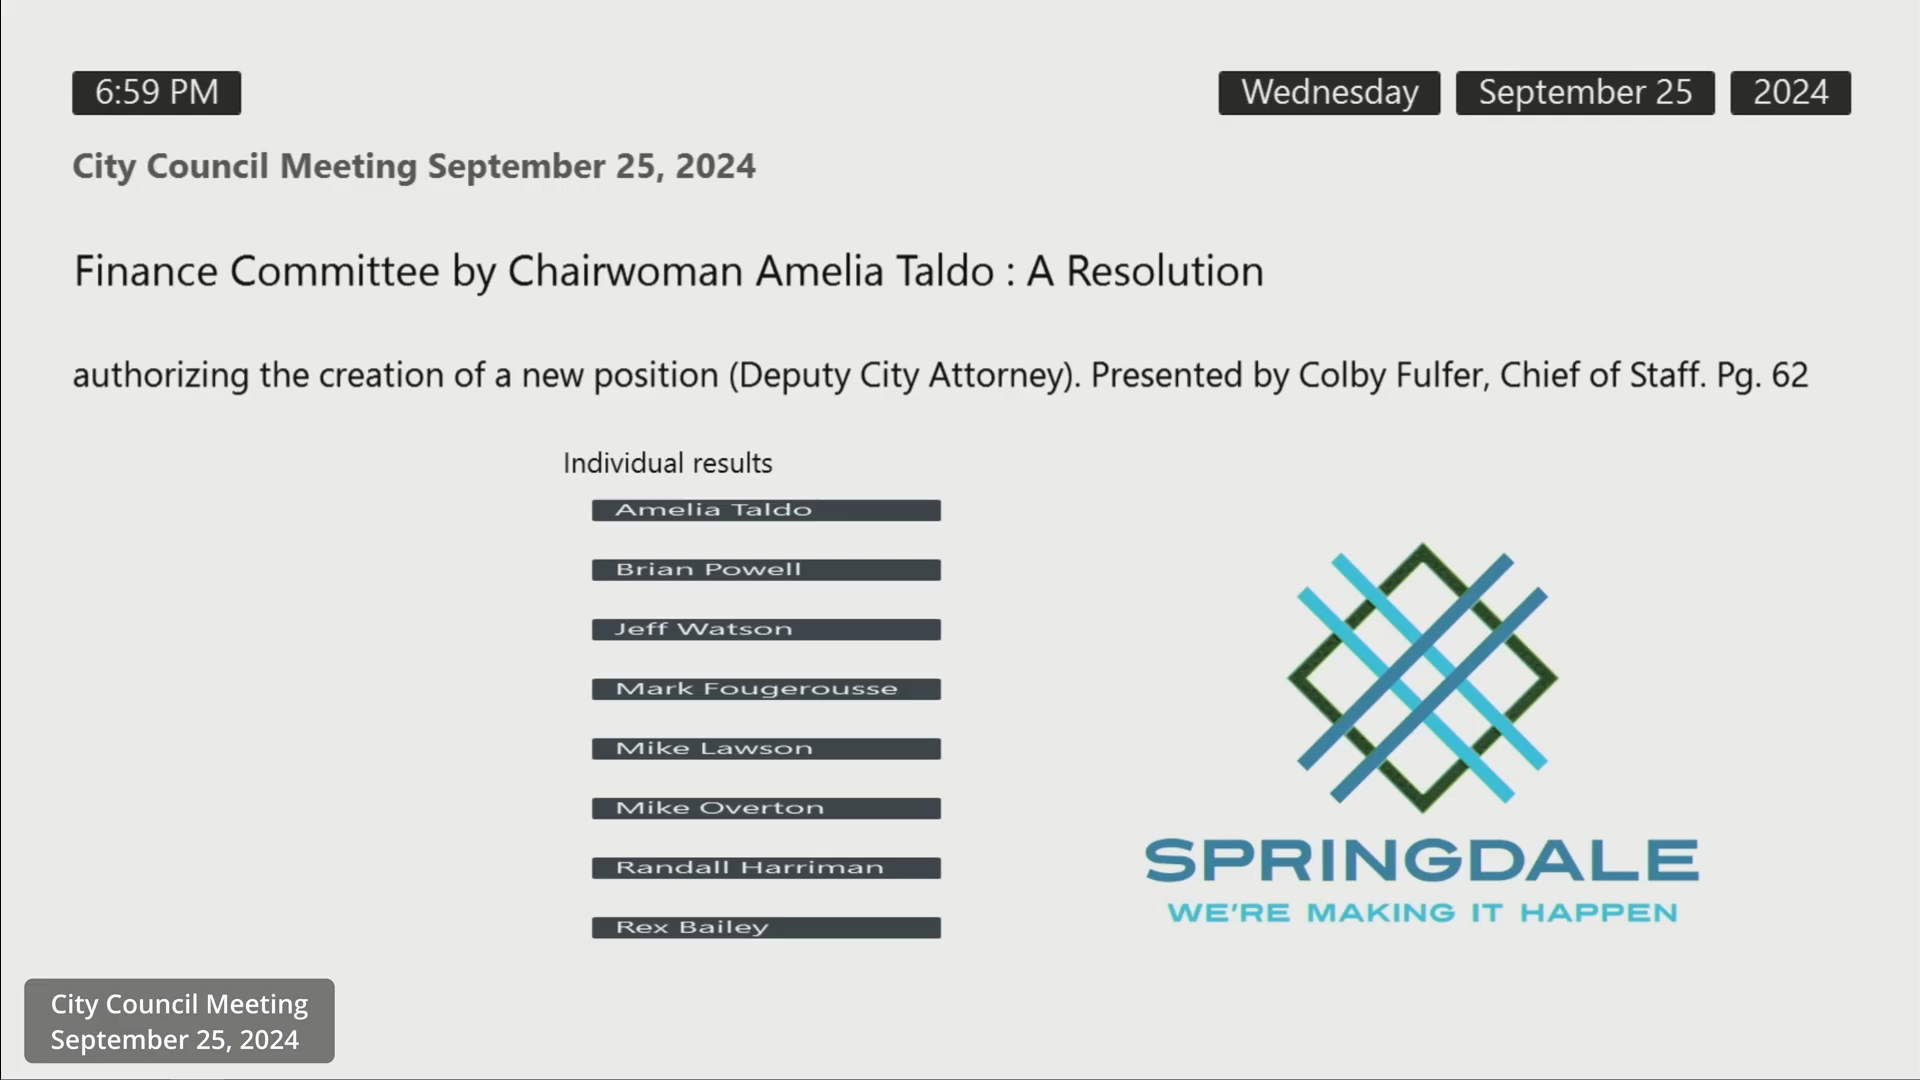 6:59 PM
Wednesday September 25 2024
City Council Meeting September 25, 2024
Finance Committee by Chairwoman Amelia Taldo : A Resolution
authorizing the creation of a new position (Deputy City Attorney). Presented by Colby Fulfer, Chief of Staff. Pg. 62
Individual results
Amelia Taldo
Brian Powell
Jeff Watson
Mark Fougerousse
Mike Lawson
Mike Overton
Randall Harriman
Rex Bailey
SPRINGDALE
WE'RE MAKING IT HAPPEN
City Council Meeting
September 25, 2024